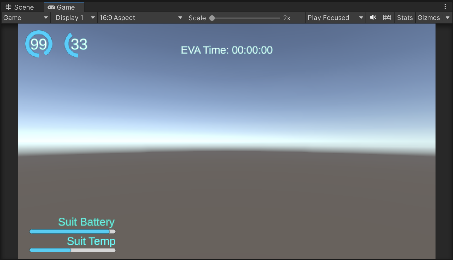 Scene Game
Game Display 1 16:9 Aspect Scale 2x Play Focused Stats Gizmos
99 33 EVA Time: 00:00:00
Suit Battery
Suit Temp